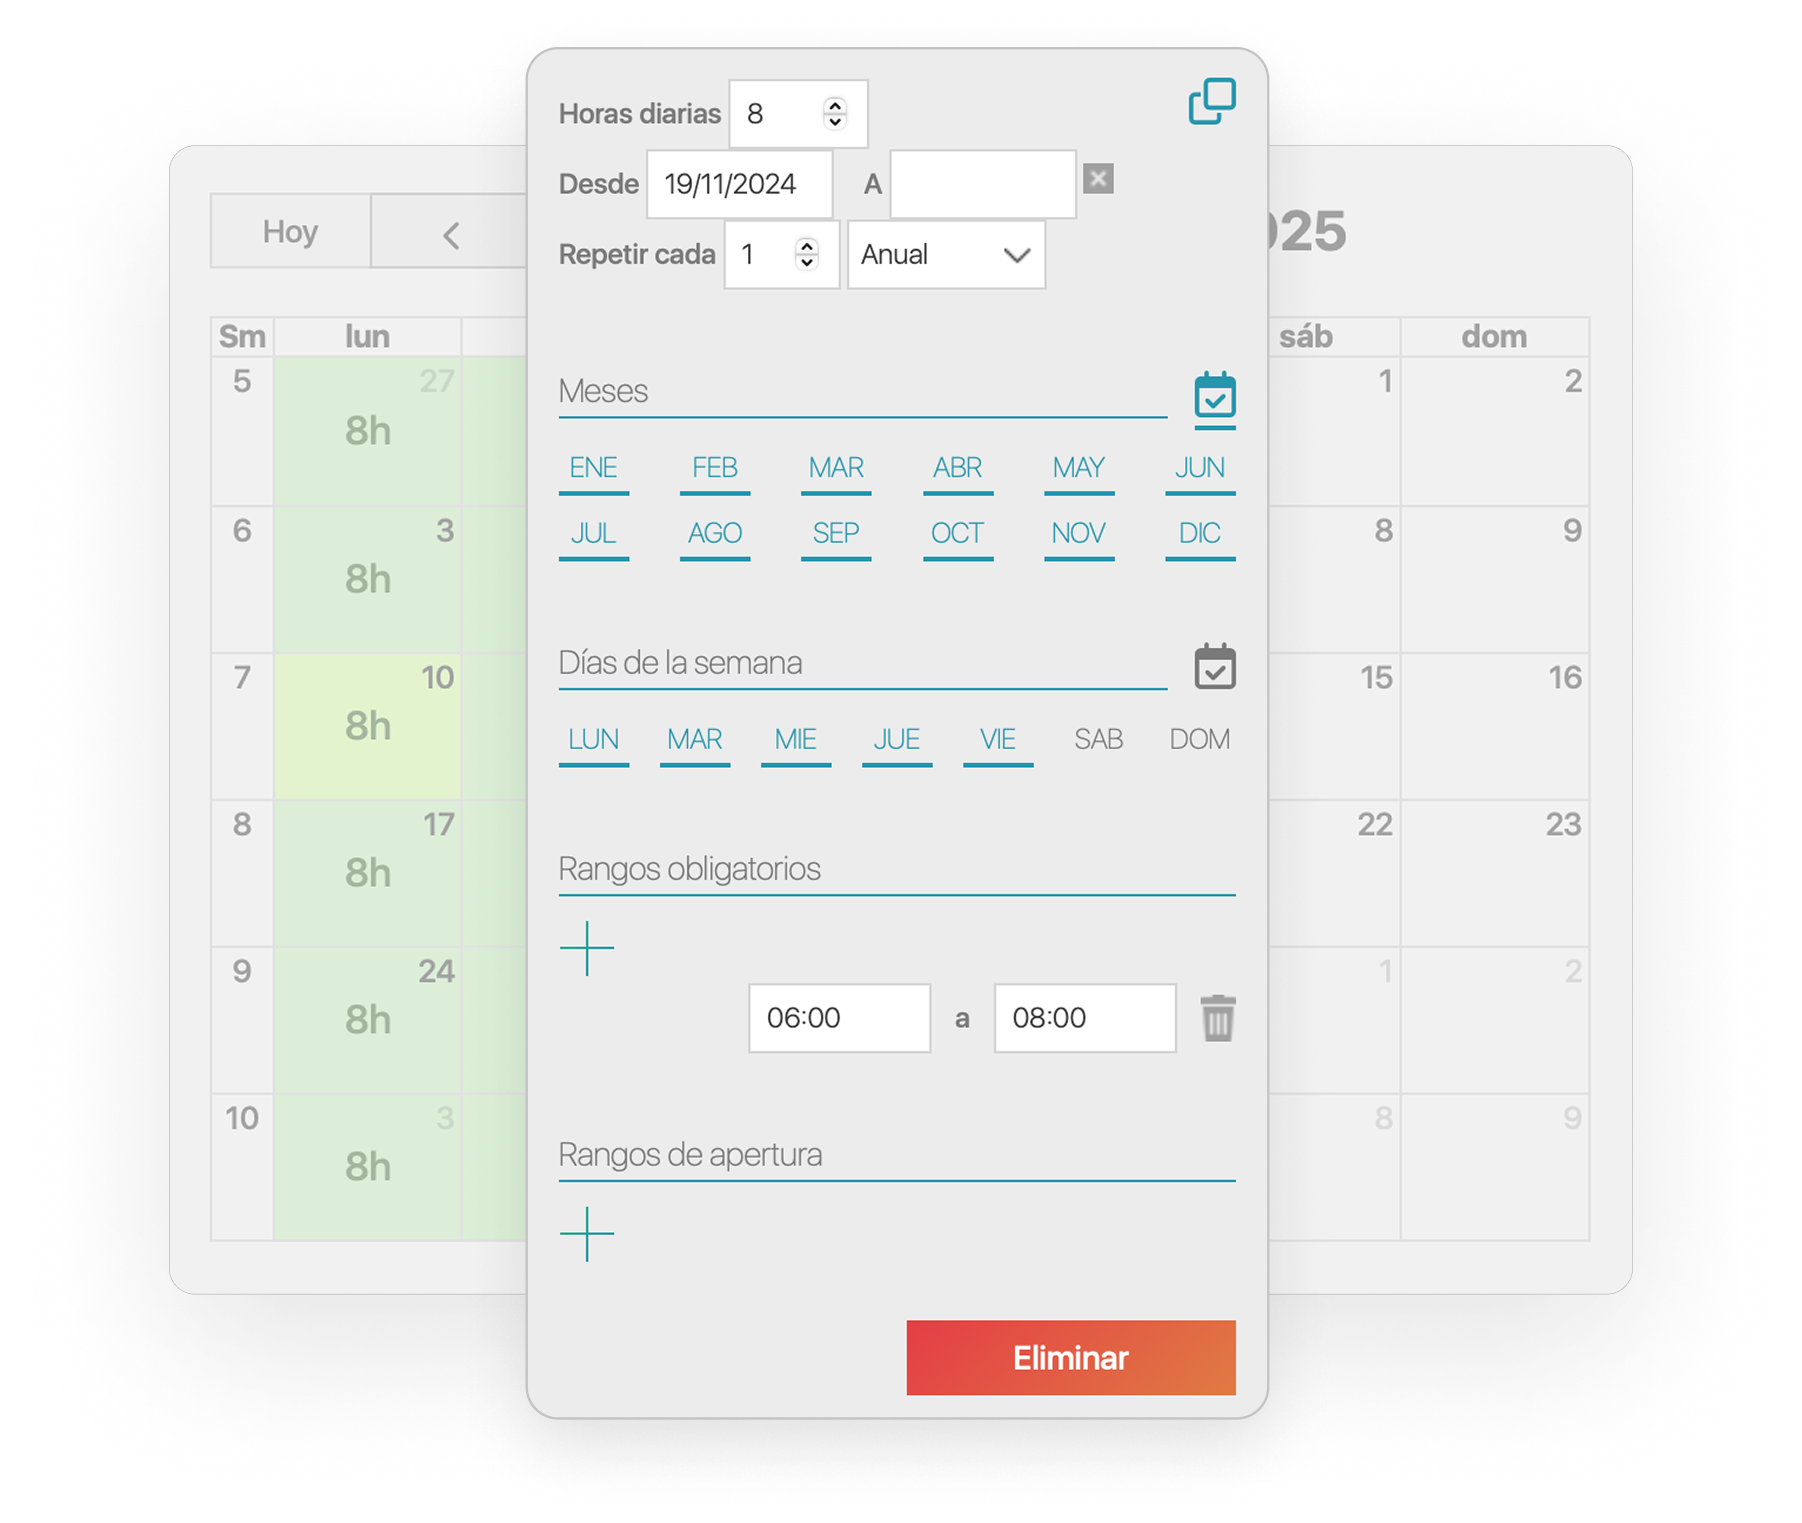 Horas diarias 8
Desde 19/11/2024 A
Repetir cada 1 Anual
Hoy
025
Sm lun sáb dom
5 27 1 2
8h
6 3 8 9
8h
7 10 15 16
8h
8 17 22 23
8h
9 24 1 2
8h
10 3 8 9
8h
Meses
ENE FEB MAR ABR MAY JUN
JUL AGO SEP OCT NOV DIC
Días de la semana
LUN MAR MIE JUE VIE SAB DOM
Rangos obligatorios
06:00 a 08:00
Rangos de apertura
Eliminar